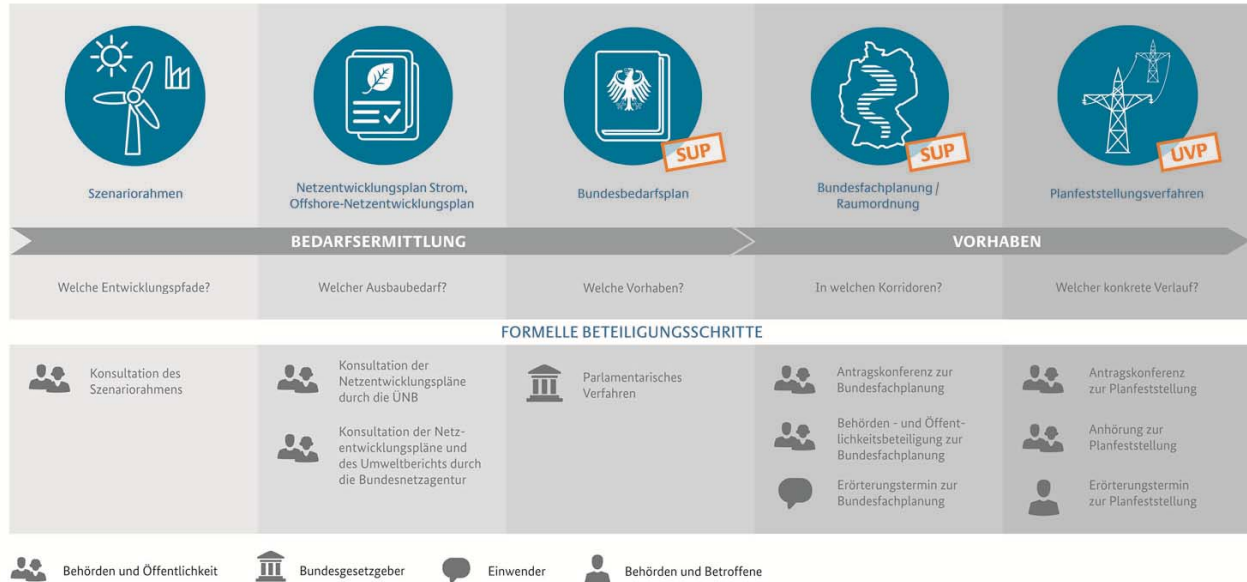 SUP
SUP
UVP
Szenariorahmen
Netzentwicklungsplan Strom,
Offshore-Netzentwicklungsplan
Bundesbedarfsplan
Bundesfachplanung /
Raumordnung
Planfeststellungsverfahren
BEDARFSERMITTLUNG
VORHABEN
Welche Entwicklungspfade?
Welcher Ausbaubedarf?
Welche Vorhaben?
In welchen Korridoren?
Welcher konkrete Verlauf?
FORMELLE BETEILIGUNGSSCHRITTE
Konsultation des
Szenariorahmens
Konsultation der
Netzentwicklungspläne
durch die ÜNB
Konsultation der Netz-
entwicklungspläne und
des Umweltberichts durch
die Bundesnetzagentur
Parlamentarisches
Verfahren
Antragskonferenz zur
Bundesfachplanung
Behörden - und Öffent-
lichkeitsbeteiligung zur
Bundesfachplanung
Erörterungstermin zur
Bundesfachplanung
Antragskonferenz
zur Planfeststellung
Anhörung zur
Planfeststellung
Erörterungstermin
zur Planfeststellung
Behörden und Öffentlichkeit
Bundesgesetzgeber
Einwender
Behörden und Betroffene